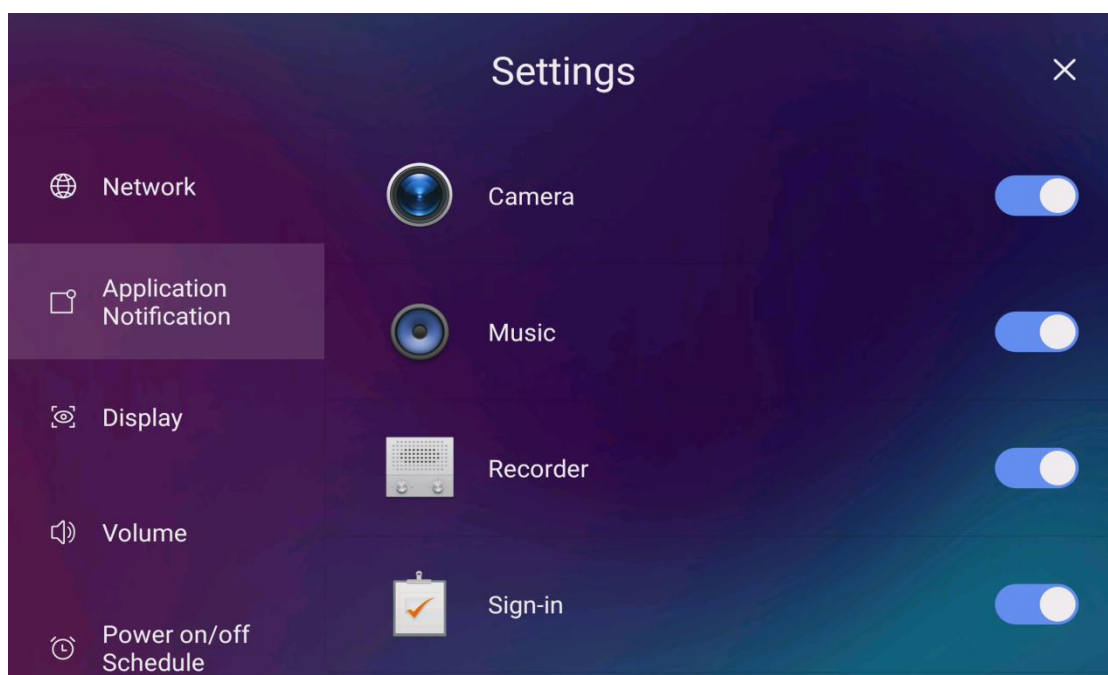 Settings
Network
Application
Notification
Display
Volume
Power on/off
Schedule
Camera
Music
Recorder
Sign-in